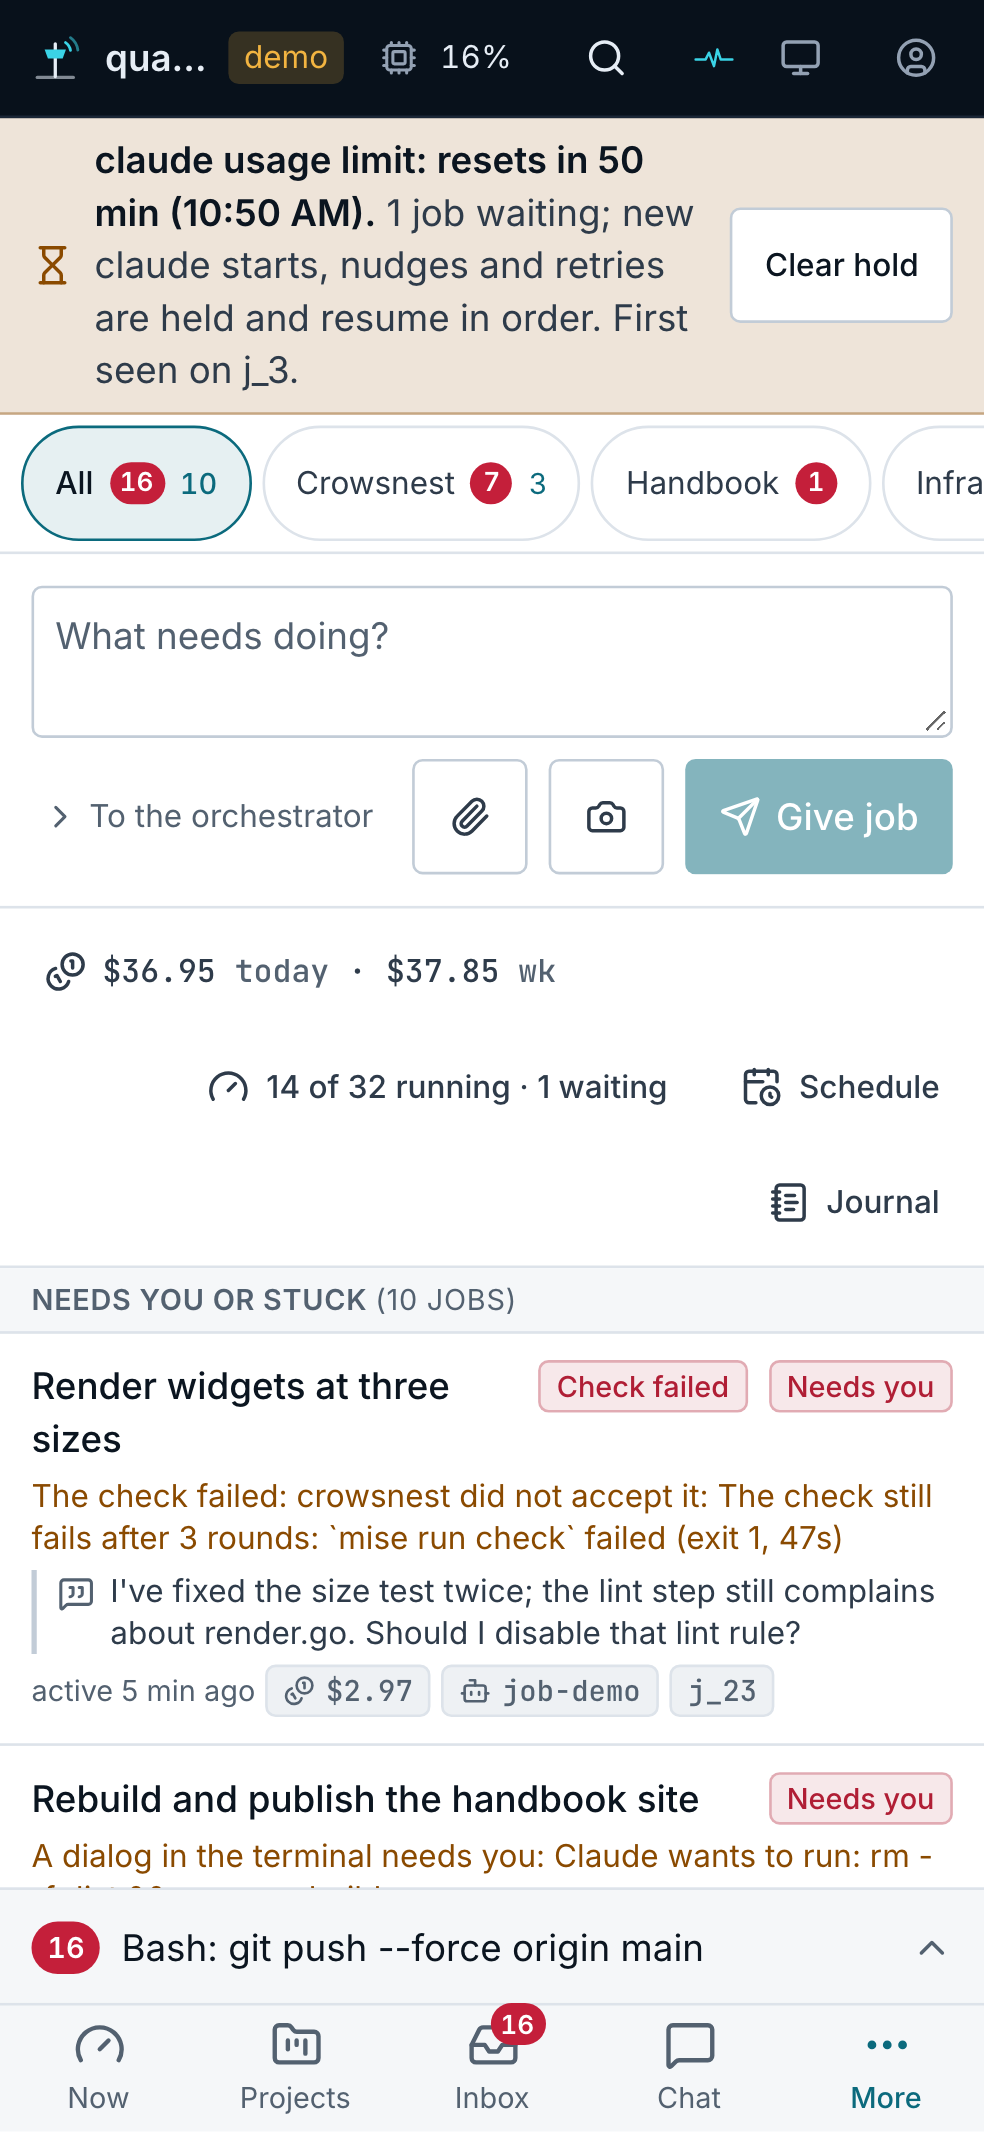 qua...
demo
16%
claude usage limit: resets in 50
min (10:50 AM). 1 job waiting; new
claude starts, nudges and retries
are held and resume in order. First
seen on j_3.
Clear hold
All 16 10
Crowsnest 7 3
Handbook 1
Infra
What needs doing?
To the orchestrator
Give job
$36.95 today · $37.85 wk
14 of 32 running · 1 waiting
Schedule
Journal
NEEDS YOU OR STUCK (10 JOBS)
Render widgets at three
sizes
Check failed
Needs you
The check failed: crowsnest did not accept it: The check still
fails after 3 rounds: `mise run check` failed (exit 1, 47s)
I've fixed the size test twice; the lint step still complains
about render.go. Should I disable that lint rule?
active 5 min ago
$2.97
job-demo
j_23
Rebuild and publish the handbook site
Needs you
A dialog in the terminal needs you: Claude wants to run: rm -
16 Bash: git push --force origin main
16
Now
Projects
Inbox
Chat
More